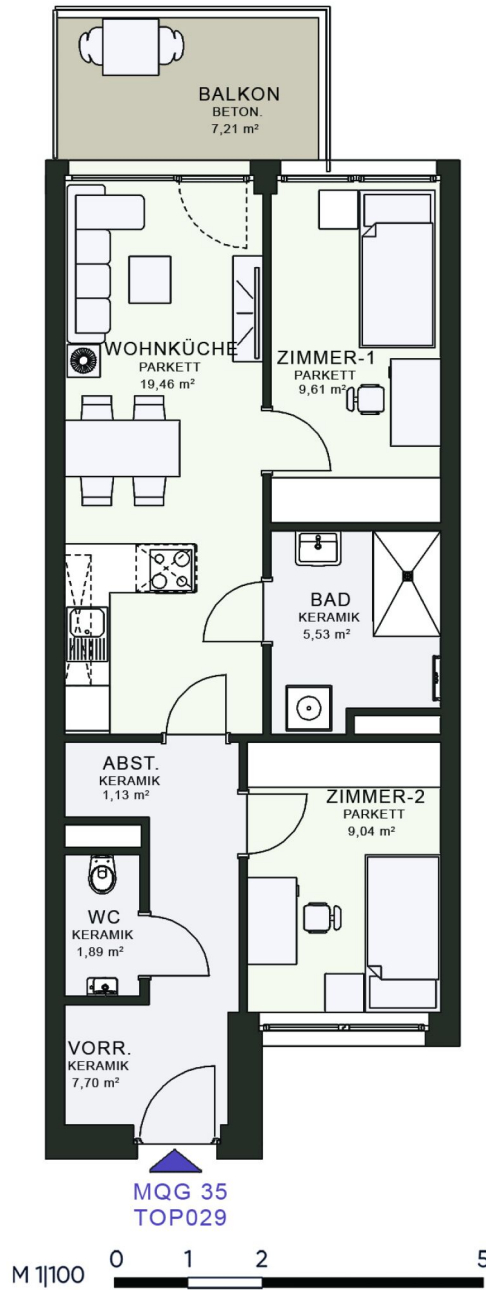 BALKON
BETON.
7,21 m²
WOHNKÜCHE
PARKETT
19,46 m²
ZIMMER-1
PARKETT
9,61 m²
BAD
KERAMIK
5,53 m²
ABST.
KERAMIK
1,13 m²
ZIMMER-2
PARKETT
9,04 m²
WC
KERAMIK
1,89 m²
VORR.
KERAMIK
7,70 m²
MQG 35
TOP029
M 1|100 0 1 2 5